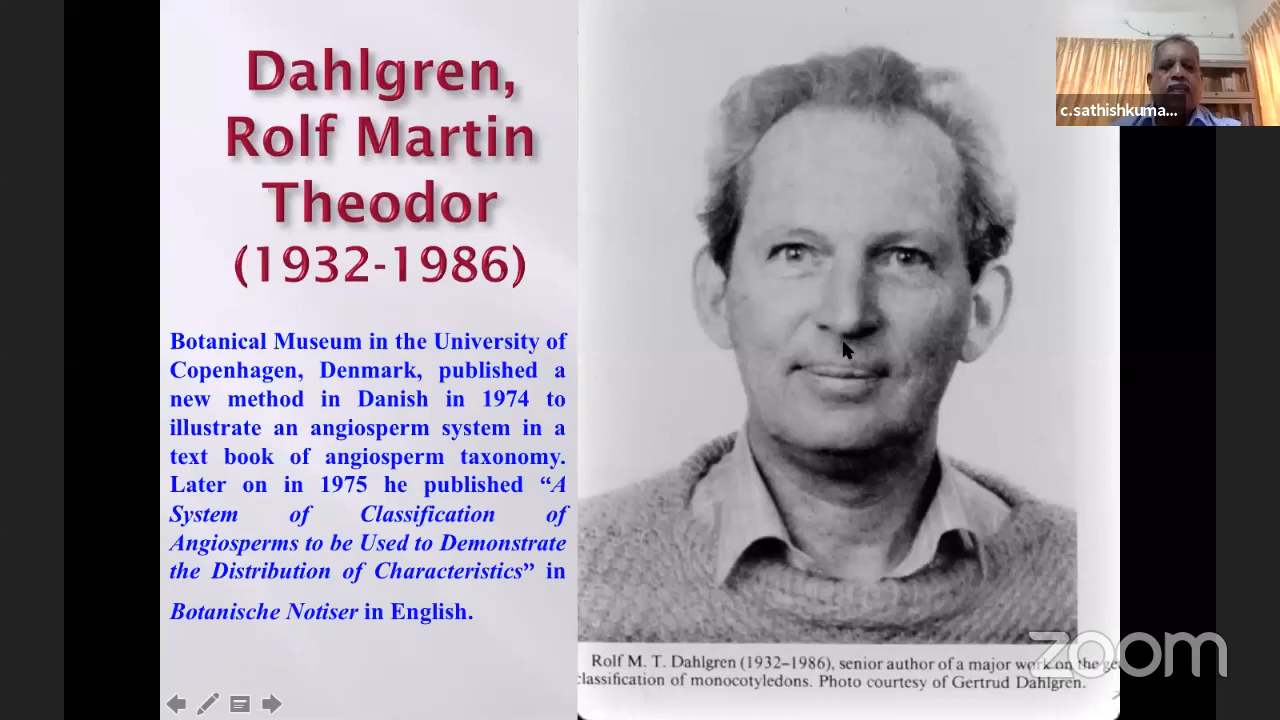 Dahlgren,
Rolf Martin
Theodor
(1932-1986)
Botanical Museum in the University of
Copenhagen, Denmark, published a
new method in Danish in 1974 to
illustrate an angiosperm system in a
text book of angiosperm taxonomy.
Later on in 1975 he published “A
System of Classification of
Angiosperms to be Used to Demonstrate
the Distribution of Characteristics” in
Botanische Notiser in English.
c.sathishkuma...
Rolf M. T. Dahlgren (1932–1986), senior author of a major work on the ge
classification of monocotyledons. Photo courtesy of Gertrud Dahlgren.
zoom